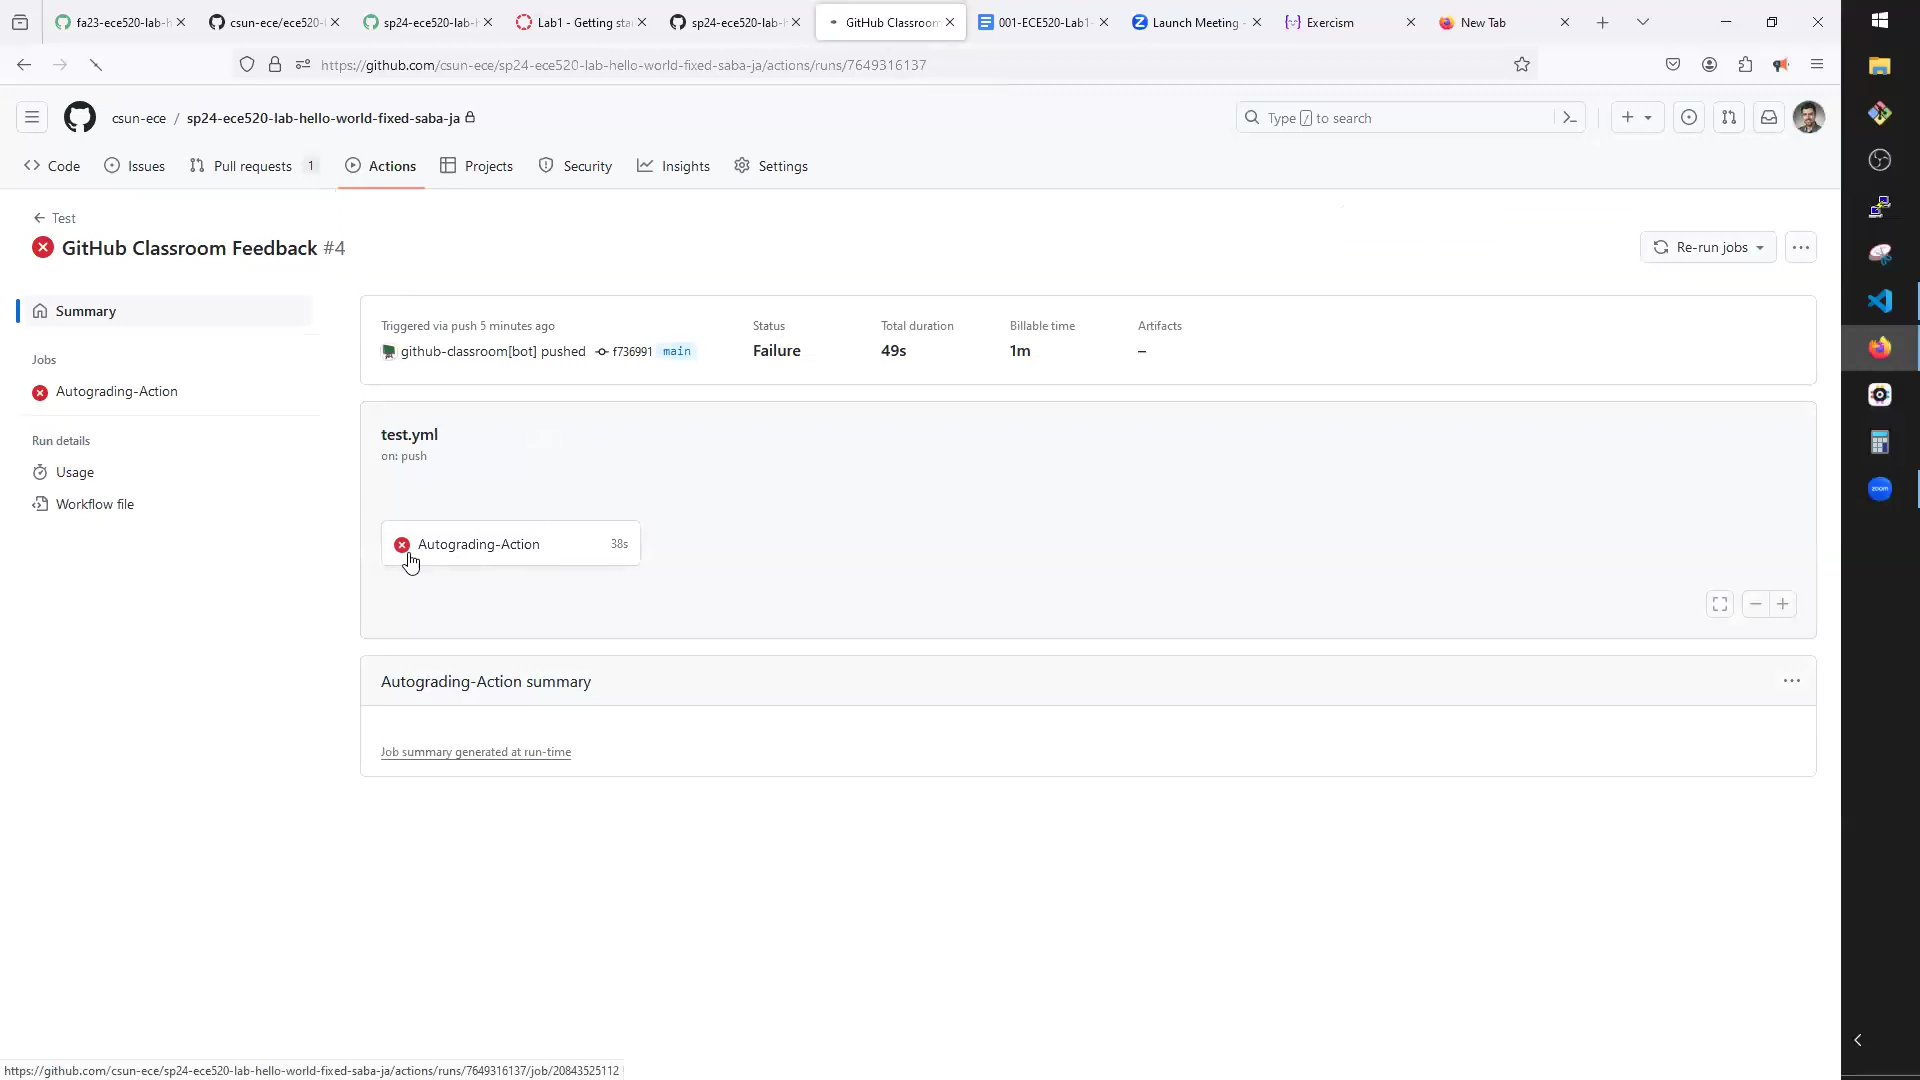 fa23-ece520-lab-h
csun-ece/ece520-l
sp24-ece520-lab-h
Lab1 - Getting sta
sp24-ece520-lab-h
GitHub Classroom
001-ECE520-Lab1-
Launch Meeting -
Exercism
New Tab
https://github.com/csun-ece/sp24-ece520-lab-hello-world-fixed-saba-ja/actions/runs/7649316137
csun-ece / sp24-ece520-lab-hello-world-fixed-saba-ja
Type / to search
Code
Issues
Pull requests 1
Actions
Projects
Security
Insights
Settings
Test
GitHub Classroom Feedback #4
Re-run jobs
Summary
Jobs
Autograding-Action
Run details
Usage
Workflow file
Triggered via push 5 minutes ago
github-classroom[bot] pushed f736991 main
Status
Failure
Total duration
49s
Billable time
1m
Artifacts
–
test.yml
on: push
Autograding-Action 38s
Autograding-Action summary
Job summary generated at run-time
https://github.com/csun-ece/sp24-ece520-lab-hello-world-fixed-saba-ja/actions/runs/7649316137/job/20843525112
zoom